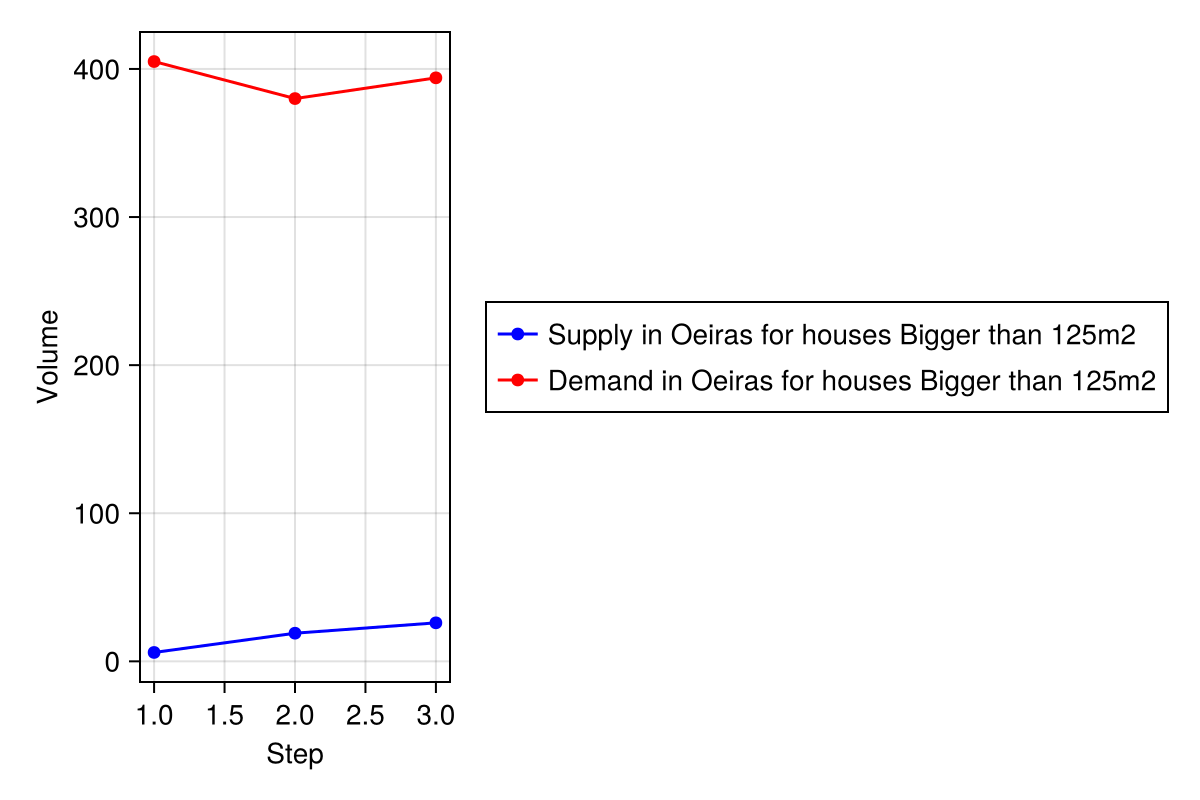 400
300
200
100
0
Volume
1.0 1.5 2.0 2.5 3.0
Step
Supply in Oeiras for houses Bigger than 125m2
Demand in Oeiras for houses Bigger than 125m2